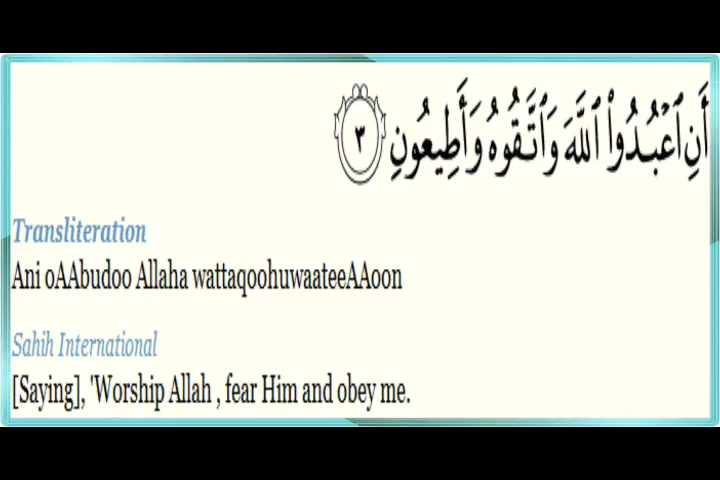 أَنِ ٱعۡبُدُواْ ٱللَّهَ وَٱتَّقُوهُ وَأَطِيعُونِ ٣
Transliteration
Ani oAAbudoo Allaha wattaqoohuwaateeAAoon
Sahih International
[Saying], 'Worship Allah , fear Him and obey me.